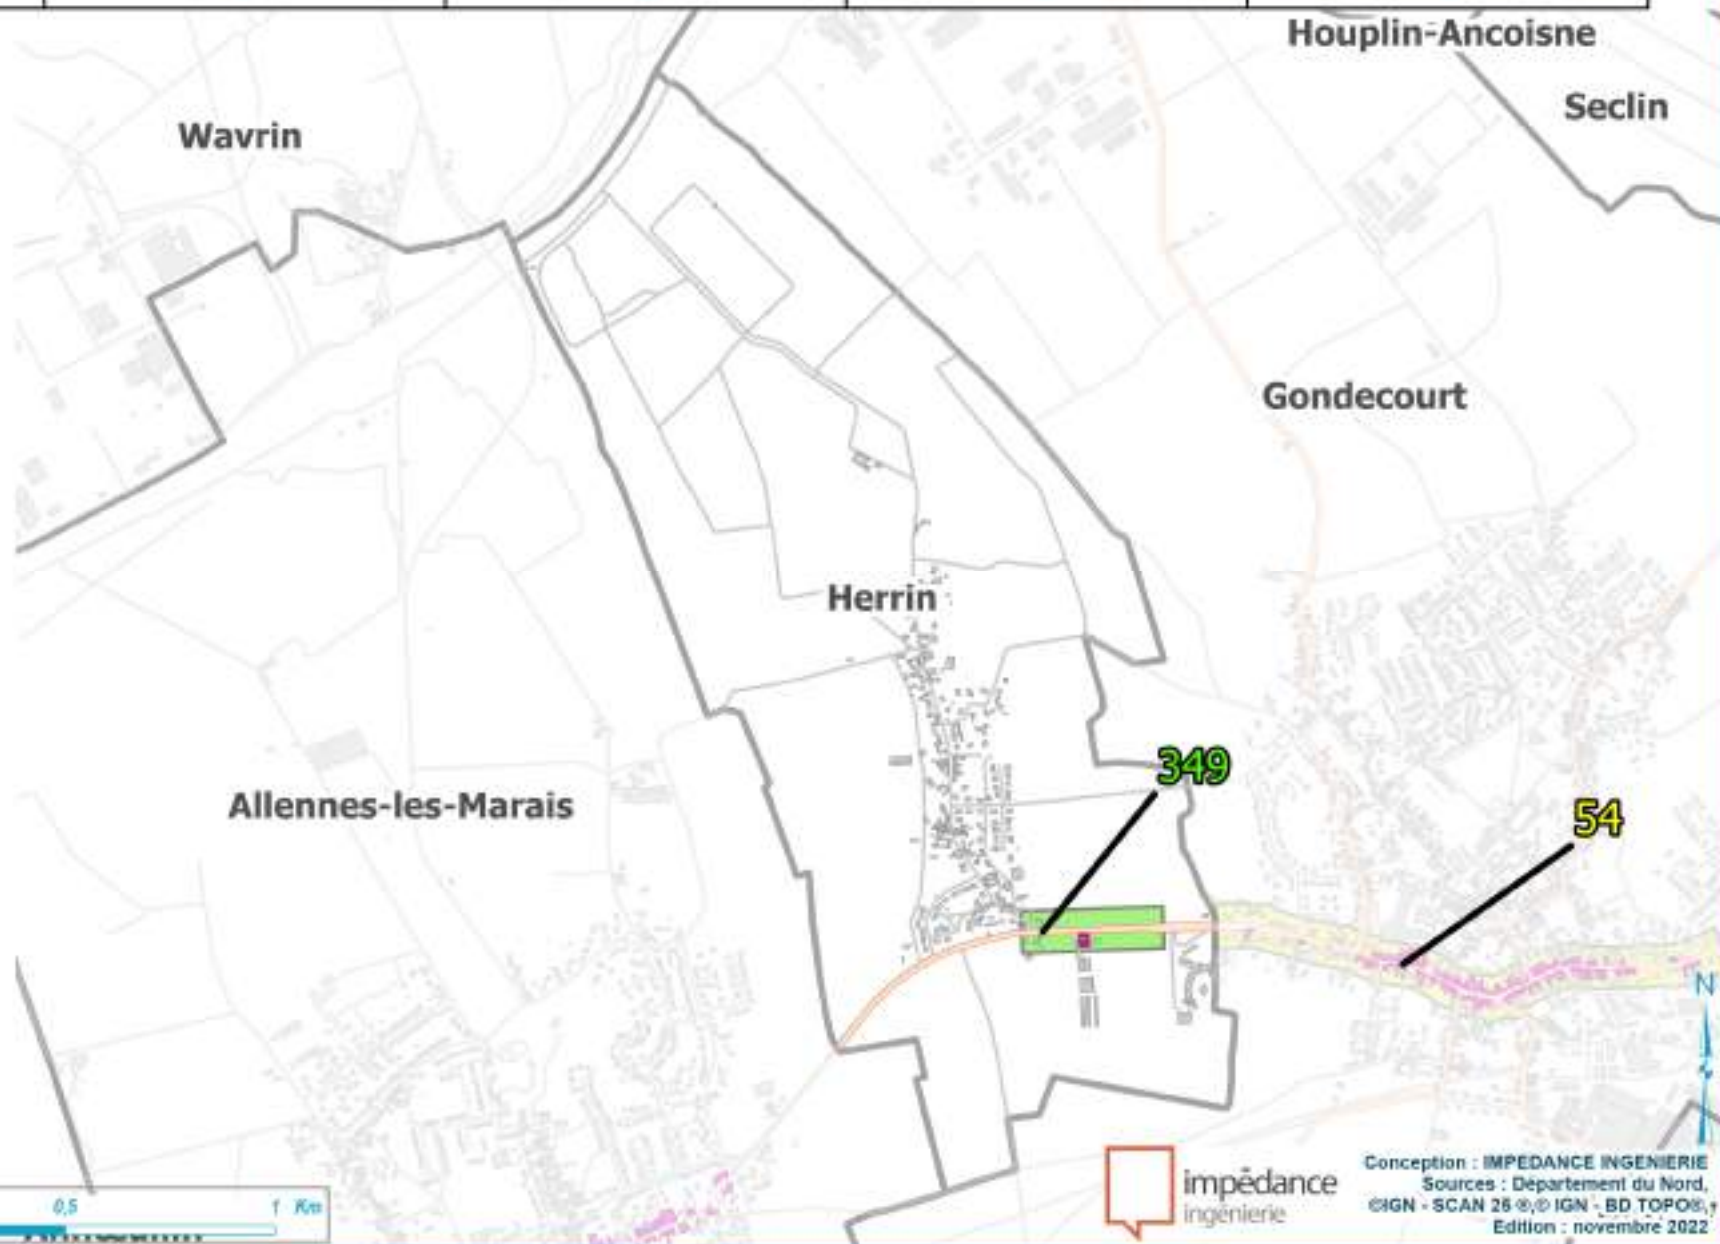 Houplin-Ancoisne
Seclin
Wavrin
Gondecourt
Herrin
349
Allennes-les-Marais
54
N
0,5 1 Km
impédance
ingénierie
Conception : IMPEDANCE INGENIERIE
Sources : Département du Nord,
©IGN - SCAN 25 ®,© IGN - BD TOPO®,
Edition : novembre 2022